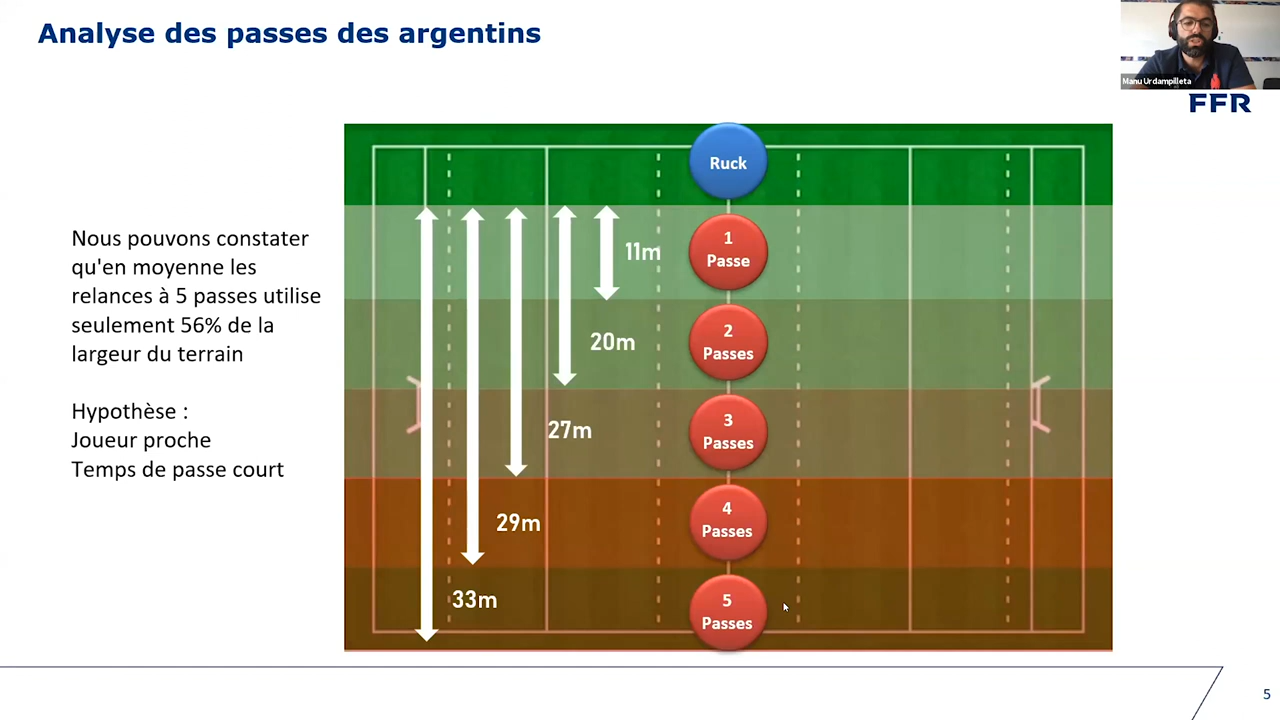 Analyse des passes des argentins
Manu Urdampilleta
FFR
Nous pouvons constater
qu'en moyenne les
relances à 5 passes utilise
seulement 56% de la
largeur du terrain
Hypothèse :
Joueur proche
Temps de passe court
Ruck
1
Passe
11m
2
Passes
20m
3
Passes
27m
4
Passes
29m
5
Passes
33m
5